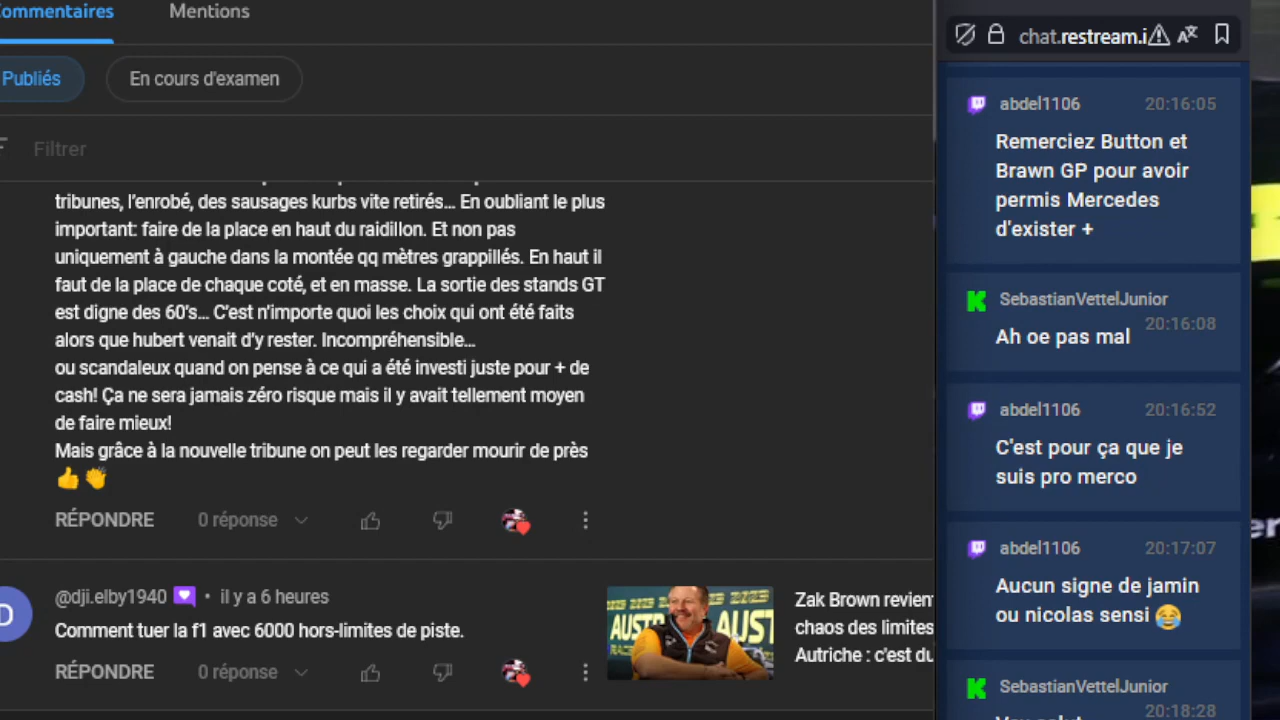 Commentaires
Mentions
Publiés
En cours d'examen
Filtrer
tribunes, l'enrobé, des sausages kurbs vite retirés... En oubliant le plus
important: faire de la place en haut du raidillon. Et non pas
uniquement à gauche dans la montée qq mètres grappillés. En haut il
faut de la place de chaque coté, et en masse. La sortie des stands GT
est digne des 60's... C'est n'importe quoi les choix qui ont été faits
alors que hubert venait d'y rester. Incompréhensible...
ou scandaleux quand on pense à ce qui a été investi juste pour + de
cash! Ça ne sera jamais zéro risque mais il y avait tellement moyen
de faire mieux!
Mais grâce à la nouvelle tribune on peut les regarder mourir de près
👍 👏
RÉPONDRE
0 réponse
D
@dji.elby1940 • il y a 6 heures
Comment tuer la f1 avec 6000 hors-limites de piste.
RÉPONDRE
0 réponse
AUST
Zak Brown revien
chaos des limites
Autriche : c'est du
chat.restream.i
abdel1106 20:16:05
Remerciez Button et
Brawn GP pour avoir
permis Mercedes
d'exister +
SebastianVettelJunior
20:16:08
Ah oe pas mal
abdel1106 20:16:52
C'est pour ça que je
suis pro merco
abdel1106 20:17:07
Aucun signe de jamin
ou nicolas sensi 😂
SebastianVettelJunior
20:18:28